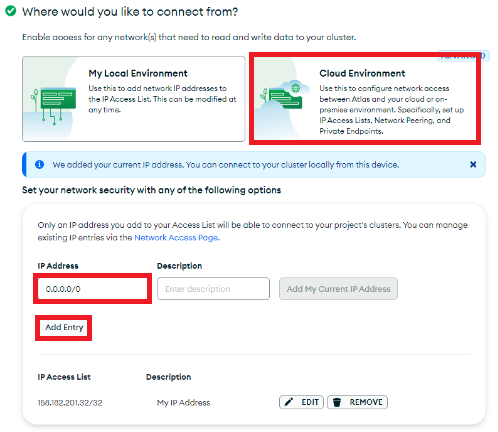 Where would you like to connect from?
Enable access for any network(s) that need to read and write data to your cluster.
ADVANCED
My Local Environment
Use this to add network IP addresses to
the IP Access List. This can be modified at
any time.
Cloud Environment
Use this to configure network access
between Atlas and your cloud or on-
premise environment. Specifically, set up
IP Access Lists, Network Peering, and
Private Endpoints.
We added your current IP address. You can connect to your cluster locally from this device.
Set your network security with any of the following options
Only an IP address you add to your Access List will be able to connect to your project's clusters. You can manage
existing IP entries via the Network Access Page.
IP Address Description
0.0.0.0/0 Enter description Add My Current IP Address
Add Entry
IP Access List Description
158.182.201.32/32 My IP Address EDIT REMOVE